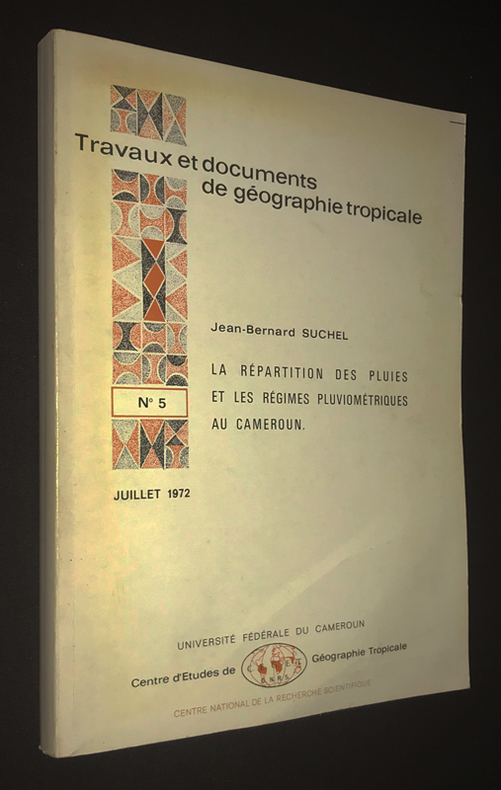 Travaux et documents
de géographie tropicale
Jean-Bernard SUCHEL
LA RÉPARTITION DES PLUIES
ET LES RÉGIMES PLUVIOMÉTRIQUES
AU CAMEROUN.
N° 5
JUILLET 1972
UNIVERSITÉ FÉDÉRALE DU CAMEROUN
Centre d'Etudes de Géographie Tropicale
CNRS
CENTRE NATIONAL DE LA RECHERCHE SCIENTIFIQUE